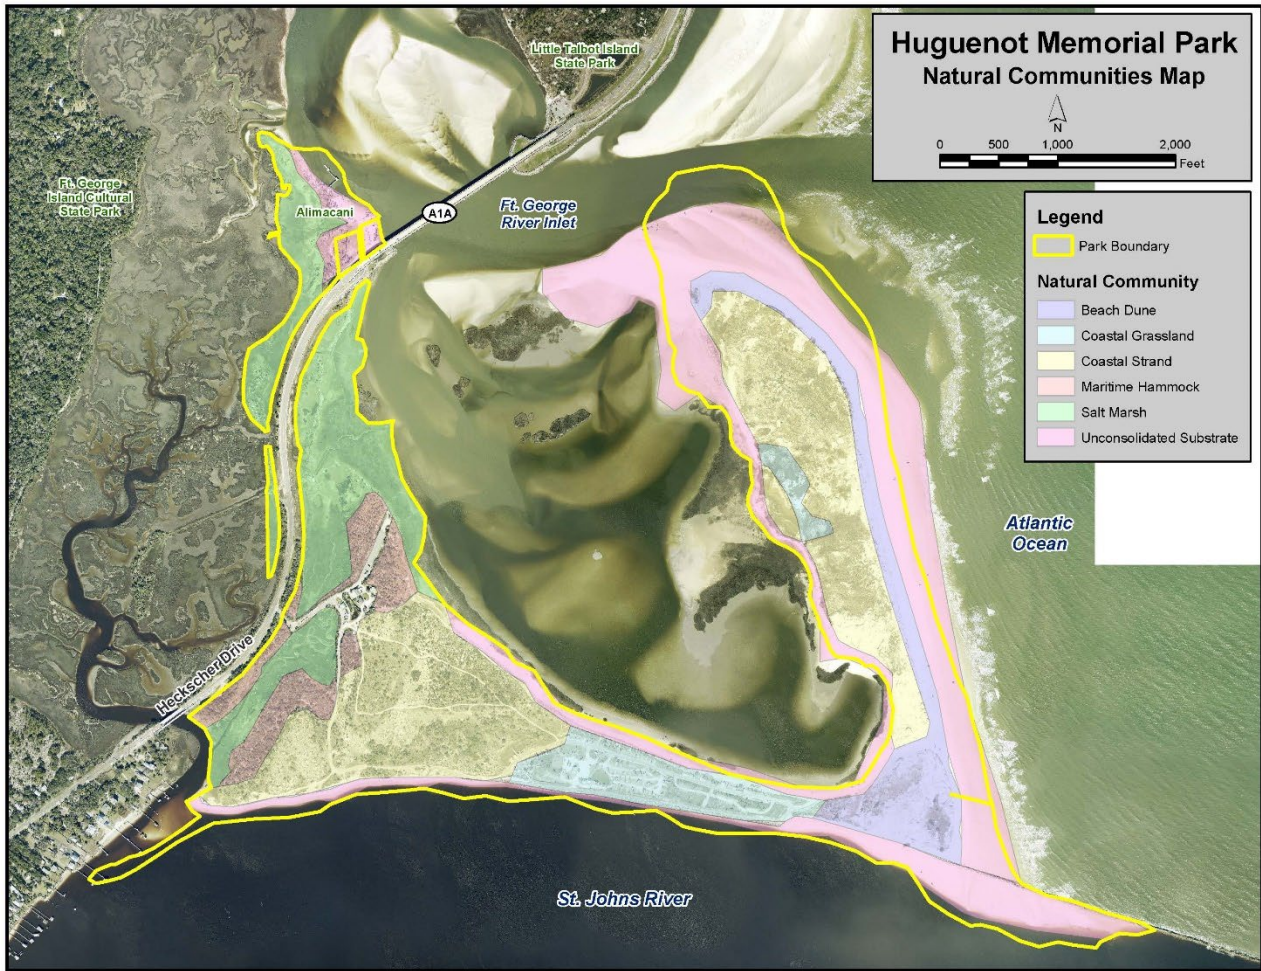 Huguenot Memorial Park
Natural Communities Map
N
0 500 1,000 2,000
Feet
Legend
Park Boundary
Natural Community
Beach Dune
Coastal Grassland
Coastal Strand
Maritime Hammock
Salt Marsh
Unconsolidated Substrate
Little Talbot Island
State Park
Ft. George
Island Cultural
State Park
Alimacani
A1A
Ft. George
River Inlet
Atlantic
Ocean
Heckscher Drive
St. Johns River